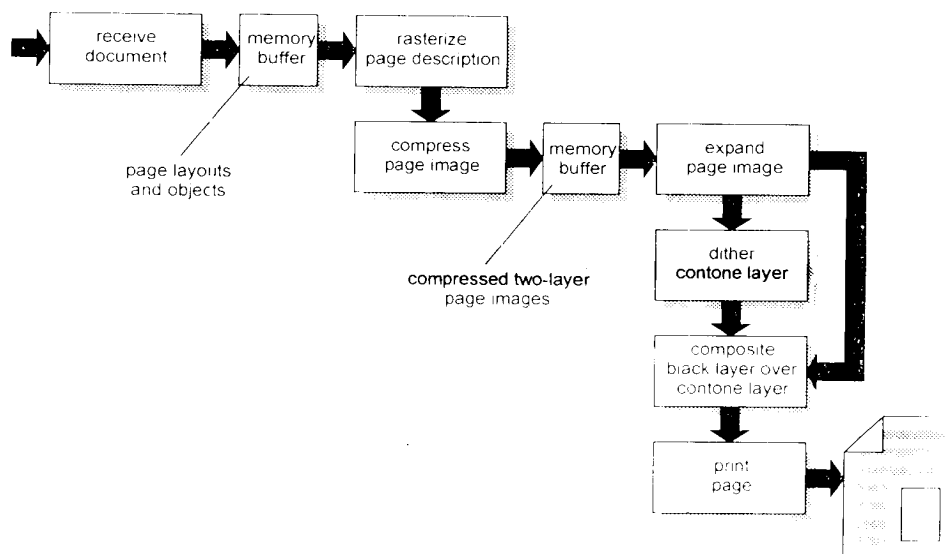 receive
document
memory
buffer
rasterize
page description
page layouts
and objects
compress
page image
memory
buffer
expand
page image
compressed two-layer
page images
dither
contone layer
composite
black layer over
contone layer
print
page